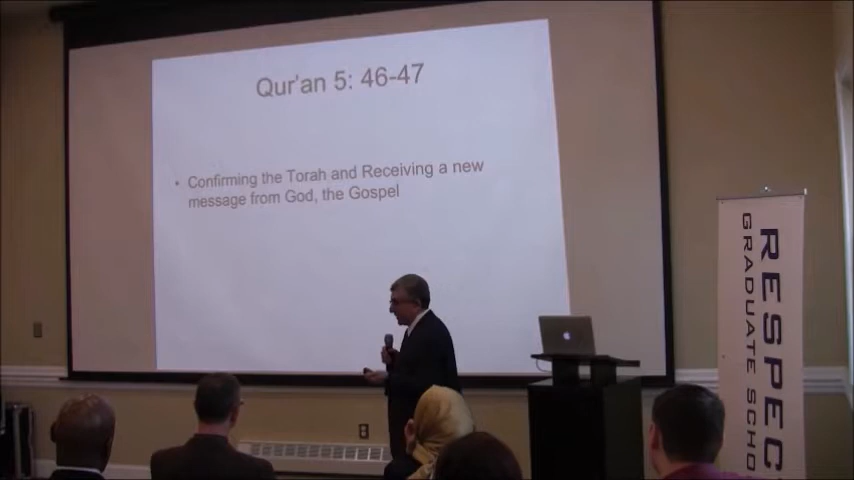 Qur'an 5: 46-47
• Confirming the Torah and Receiving a new
message from God, the Gospel)
RESPEC
GRADUATE SCHO